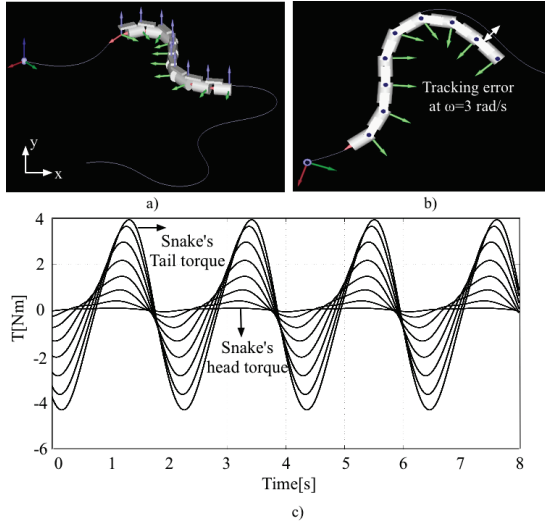 y
x
Tracking error
at ω=3 rad/s
a)
b)
4
2
0
-2
-4
-6
T[Nm]
Snake's
Tail torque
Snake's
head torque
0 1 2 3 4 5 6 7 8
Time[s]
c)